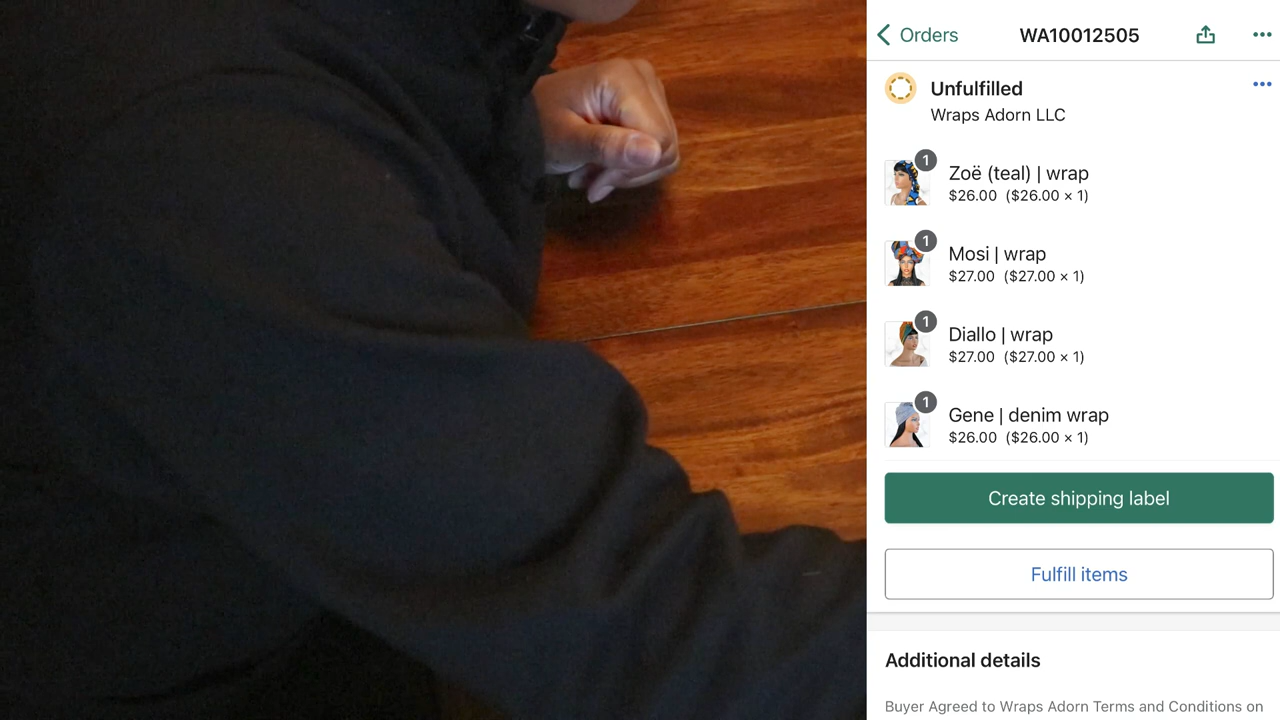 Orders
WA10012505
Unfulfilled
Wraps Adorn LLC
1
Zoë (teal) | wrap
$26.00 ($26.00 × 1)
1
Mosi | wrap
$27.00 ($27.00 × 1)
1
Diallo | wrap
$27.00 ($27.00 × 1)
1
Gene | denim wrap
$26.00 ($26.00 × 1)
Create shipping label
Fulfill items
Additional details
Buyer Agreed to Wraps Adorn Terms and Conditions on